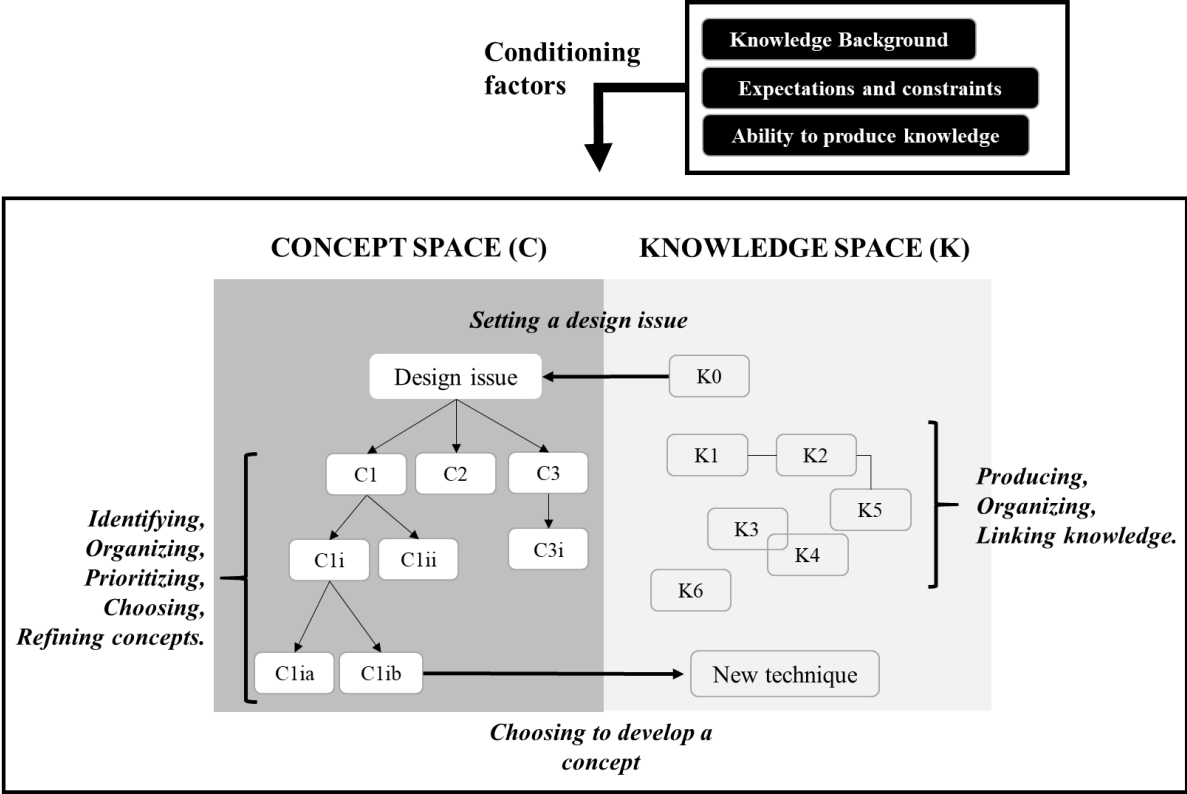 Conditioning
factors
Knowledge Background
Expectations and constraints
Ability to produce knowledge
CONCEPT SPACE (C)
KNOWLEDGE SPACE (K)
Setting a design issue
Design issue
K0
C1
C2
C3
K1
K2
K5
K3
K4
K6
C1i
C1ii
C3i
Identifying,
Organizing,
Prioritizing,
Choosing,
Refining concepts.
Producing,
Organizing,
Linking knowledge.
C1ia
C1ib
New technique
Choosing to develop a
concept